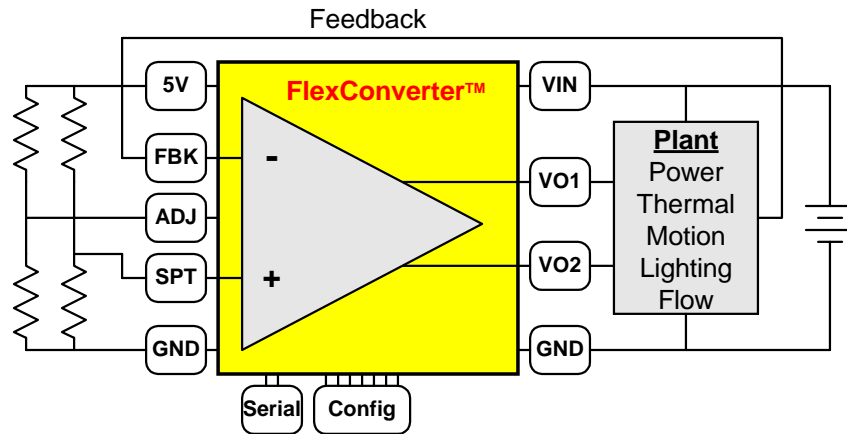 Feedback
5V
FBK
ADJ
SPT
GND
FlexConverter™
-
+
VIN
VO1
VO2
GND
Plant
Power
Thermal
Motion
Lighting
Flow
Serial
Config